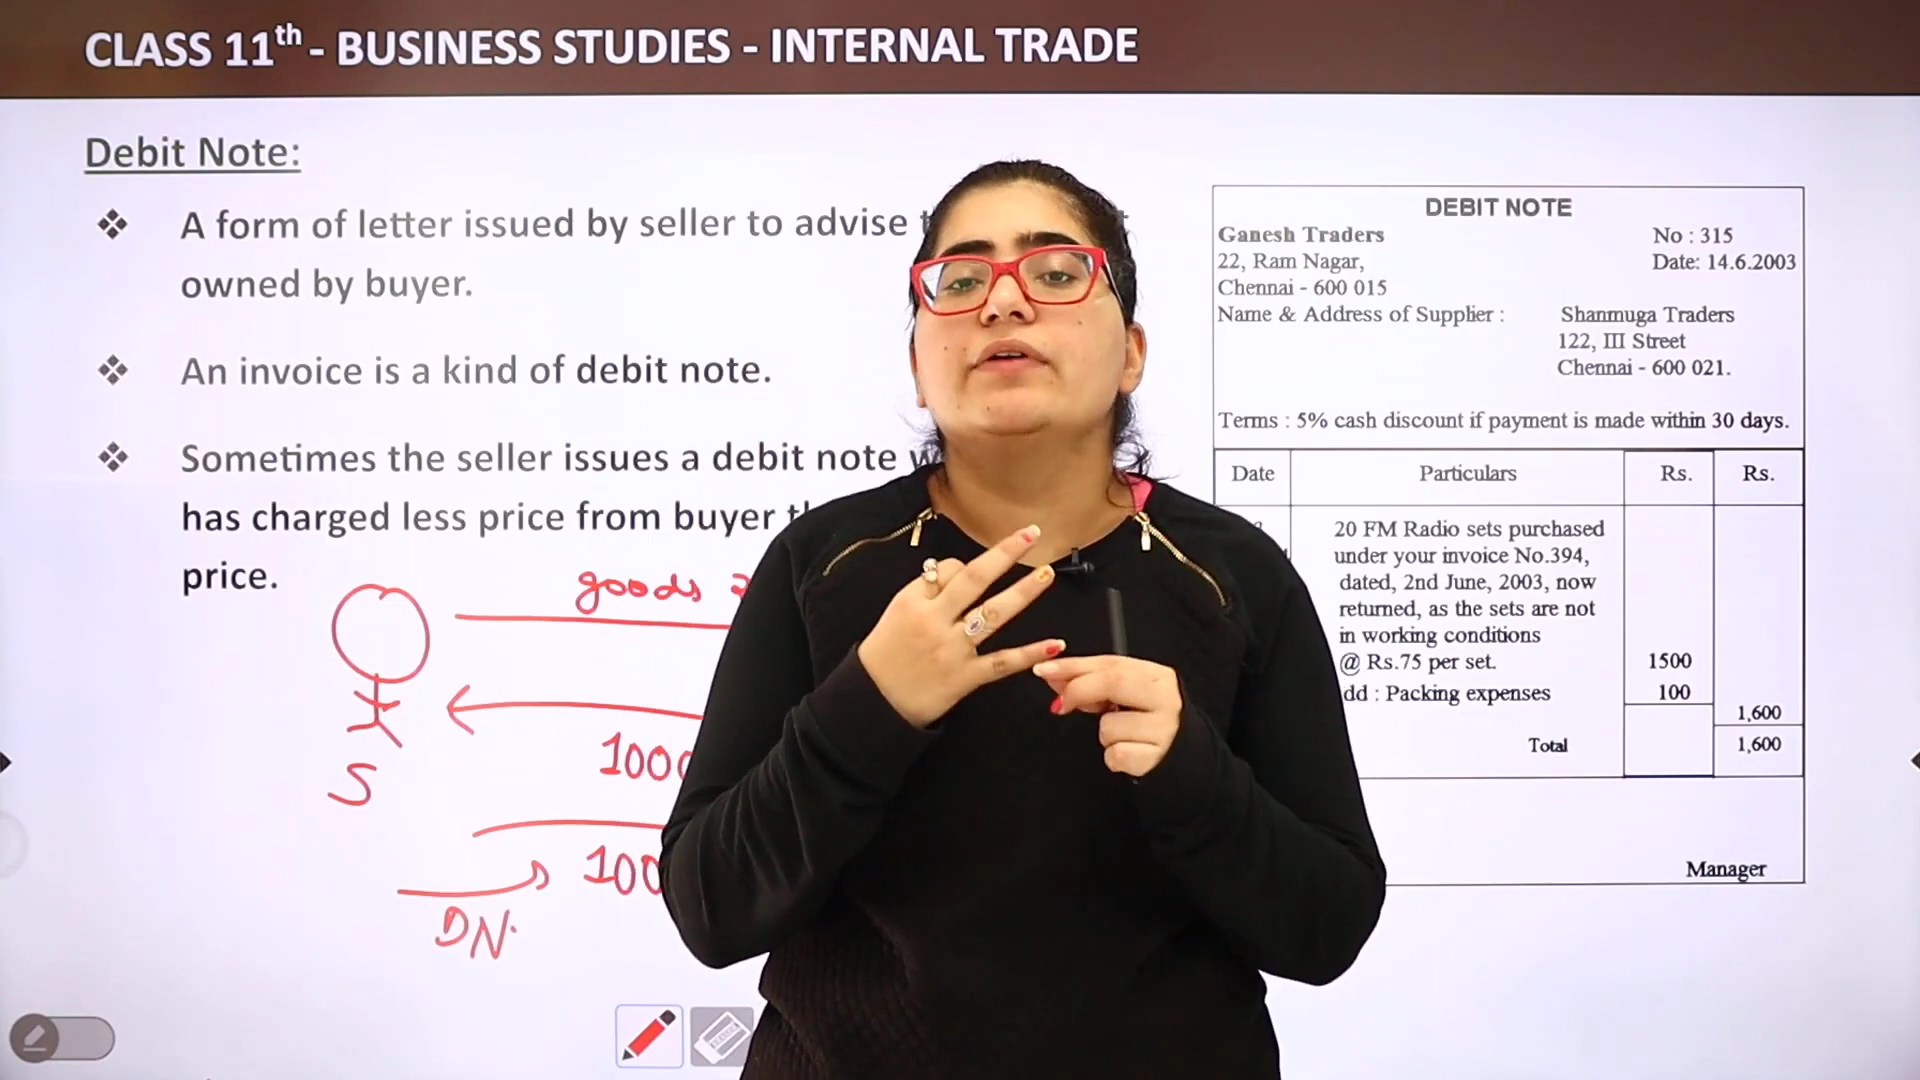 CLASS 11th - BUSINESS STUDIES - INTERNAL TRADE
Debit Note:
❖ A form of letter issued by seller to advise
owned by buyer.
❖ An invoice is a kind of debit note.
❖ Sometimes the seller issues a debit note
has charged less price from buyer
price.
goods
S
DN.
DEBIT NOTE
Ganesh Traders No : 315
22, Ram Nagar, Date: 14.6.2003
Chennai - 600 015
Name & Address of Supplier : Shanmuga Traders
122, III Street
Chennai - 600 021.
Terms : 5% cash discount if payment is made within 30 days.
Date Particulars Rs. Rs.
20 FM Radio sets purchased
under your invoice No.394,
dated, 2nd June, 2003, now
returned, as the sets are not
in working conditions
@ Rs.75 per set. 1500
dd : Packing expenses 100
1,600
Total 1,600
Manager